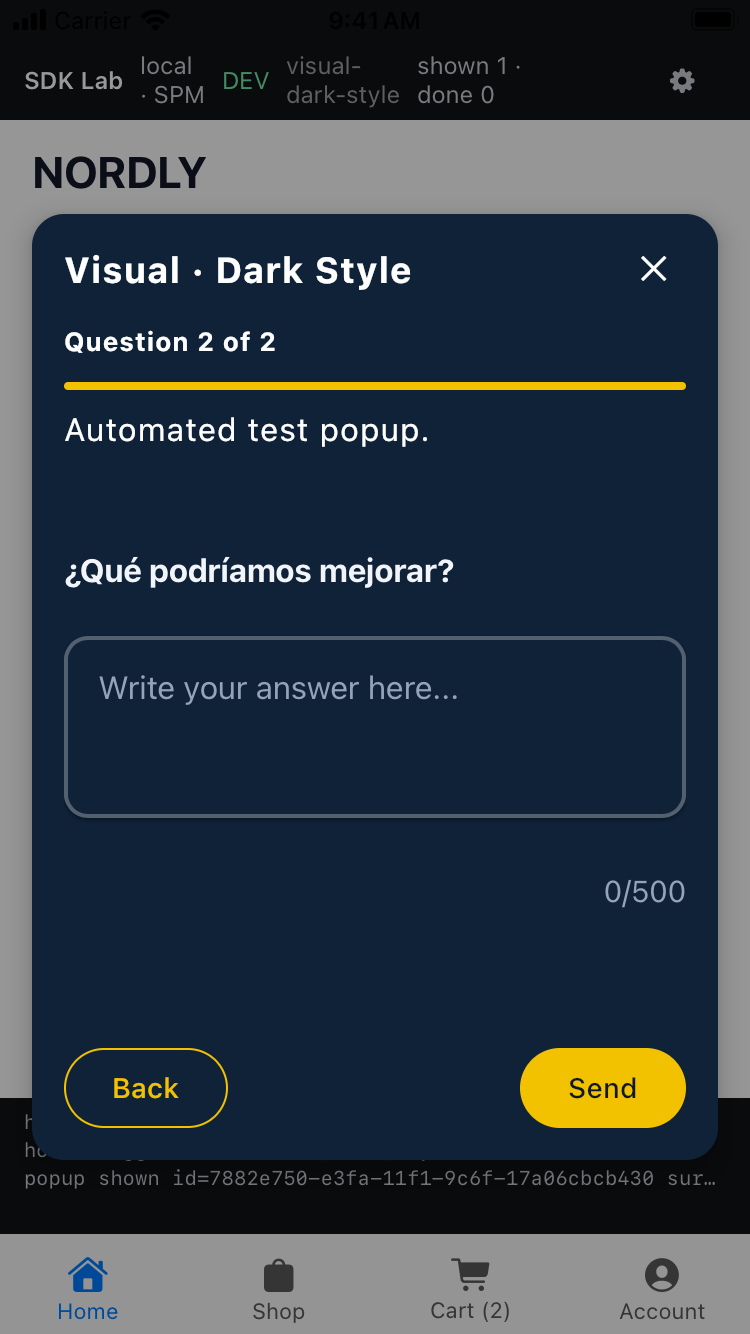 Carrier 9:41 AM
SDK Lab local · SPM DEV visual-dark-style shown 1 · done 0
NORDLY
Visual · Dark Style
Question 2 of 2
Automated test popup.
¿Qué podríamos mejorar?
Write your answer here...
0/500
Back Send
popup shown id=7882e750-e3fa-11f1-9c6f-17a06cbcb430 sur…
Home Shop Cart (2) Account